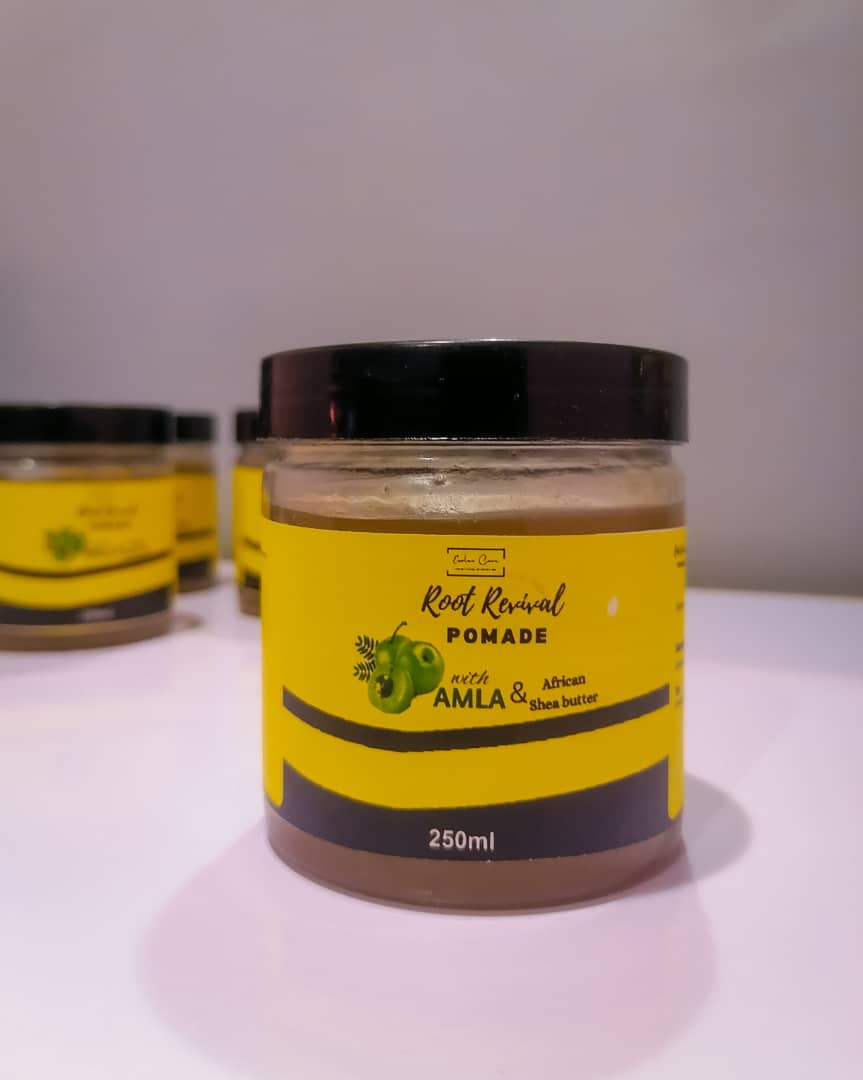 Root Revival
POMADE
with
AMLA & African
Shea butter
250ml